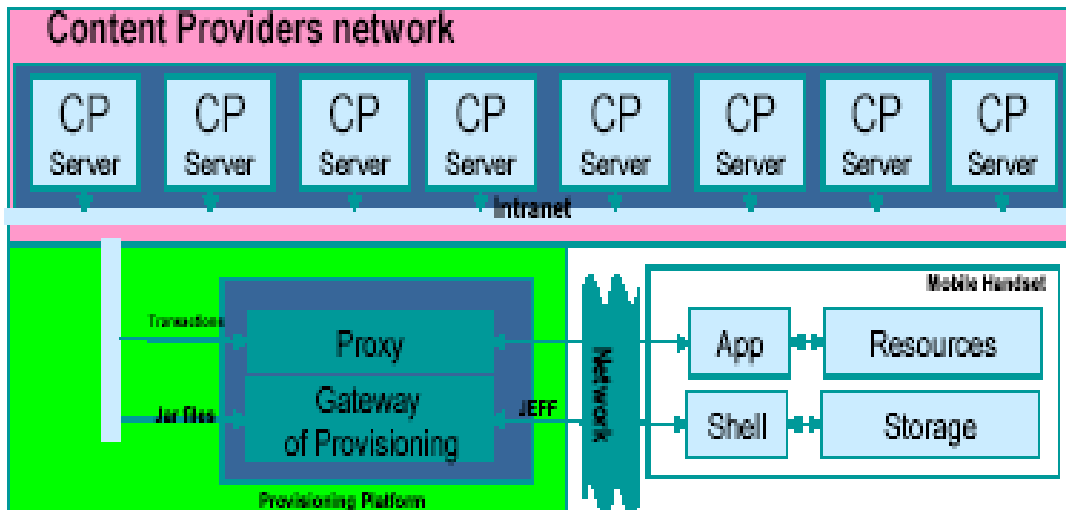 Content Providers network
CP CP CP CP CP CP CP CP
Server Server Server Server Server Server Server Server
Intranet
Mobile Handset
Transactions
Proxy
App
Resources
Network
Jar files
Gateway
of Provisioning
JEFF
Shell
Storage
Provisioning Platform